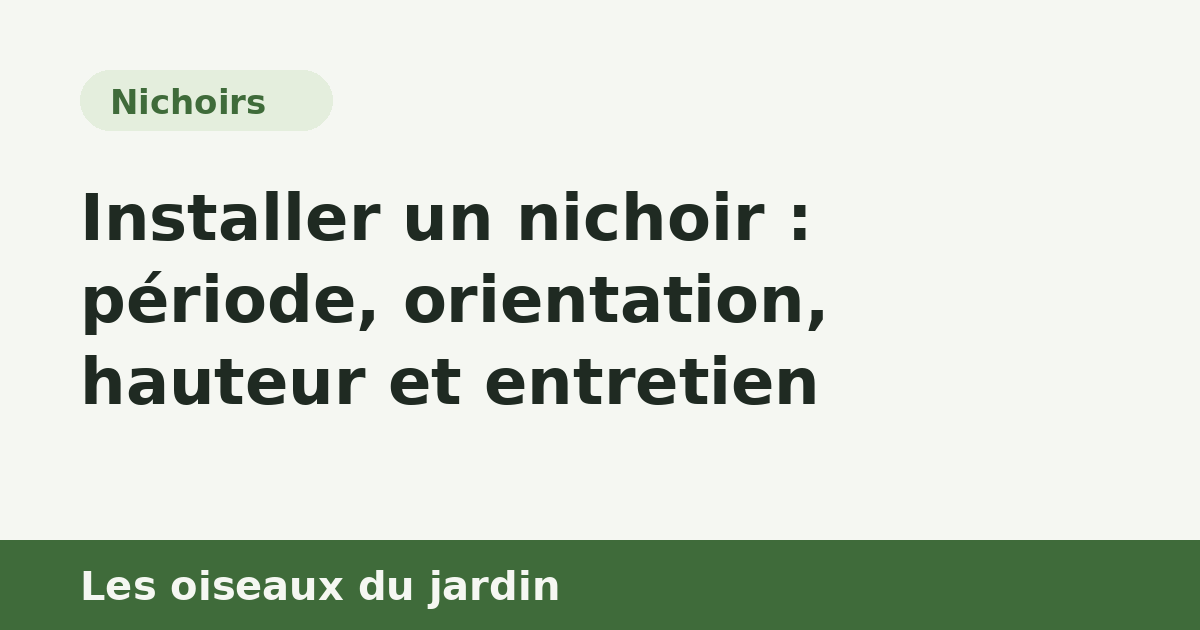 Nichoirs
Installer un nichoir :
période, orientation,
hauteur et entretien
Les oiseaux du jardin